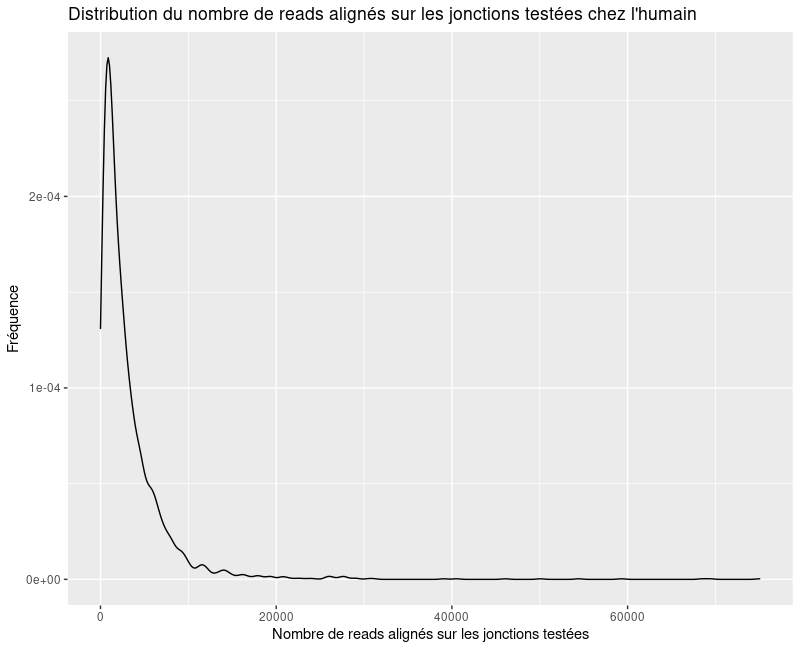 Distribution du nombre de reads alignés sur les jonctions testées chez l'humain
Fréquence
2e-04
1e-04
0e+00
0
20000
40000
60000
Nombre de reads alignés sur les jonctions testées